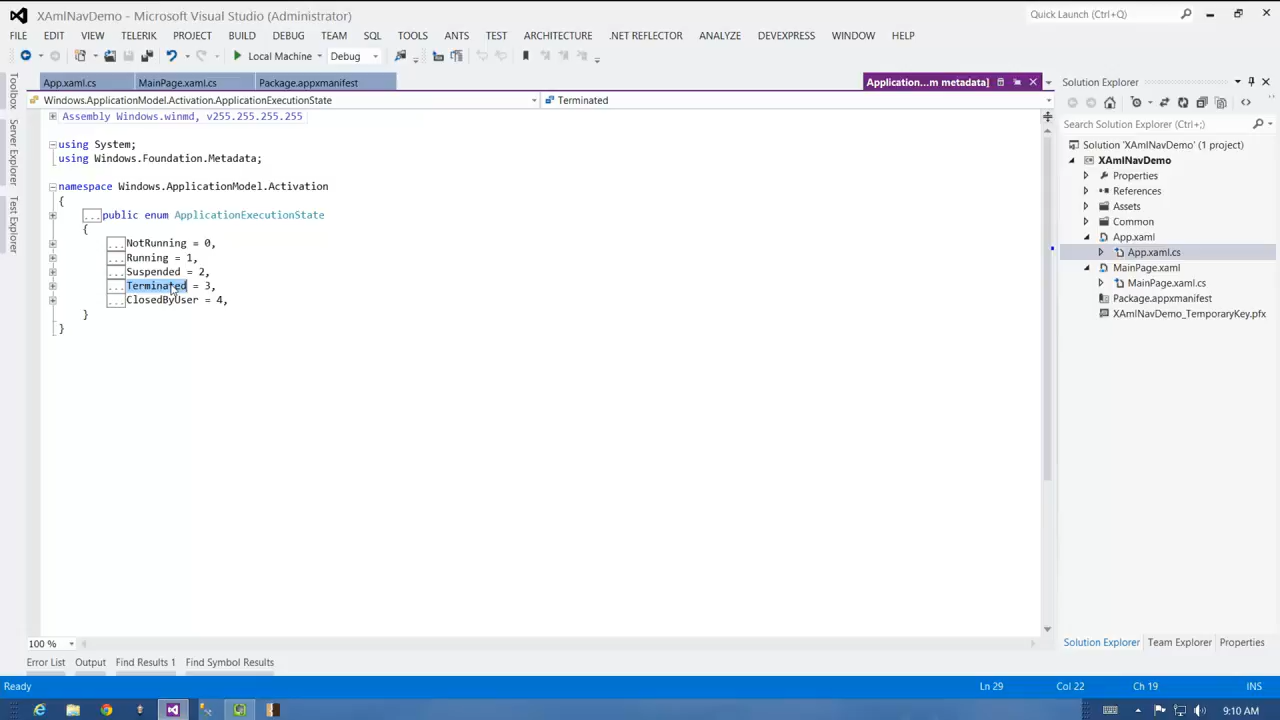 XAmlNavDemo - Microsoft Visual Studio (Administrator)
Quick Launch (Ctrl+Q)
FILE EDIT VIEW TELERIK PROJECT BUILD DEBUG TEAM SQL TOOLS ANTS TEST ARCHITECTURE .NET REFLECTOR ANALYZE DEVEXPRESS WINDOW HELP
Local Machine Debug
App.xaml.cs MainPage.xaml.cs Package.appxmanifest Application...m metadata]
Windows.ApplicationModel.Activation.ApplicationExecutionState Terminated
Toolbox
Server Explorer
Test Explorer
Assembly Windows.winmd, v255.255.255.255
using System;
using Windows.Foundation.Metadata;
namespace Windows.ApplicationModel.Activation
{
...public enum ApplicationExecutionState
{
...NotRunning = 0,
...Running = 1,
...Suspended = 2,
...Terminated = 3,
...ClosedByUser = 4,
}
}
Solution Explorer
Search Solution Explorer (Ctrl+;)
Solution 'XAmlNavDemo' (1 project)
XAmlNavDemo
Properties
References
Assets
Common
App.xaml
App.xaml.cs
MainPage.xaml
MainPage.xaml.cs
Package.appxmanifest
XAmlNavDemo_TemporaryKey.pfx
100 %
Solution Explorer Team Explorer Properties
Error List Output Find Results 1 Find Symbol Results
Ready Ln 29 Col 22 Ch 19 INS
9:10 AM